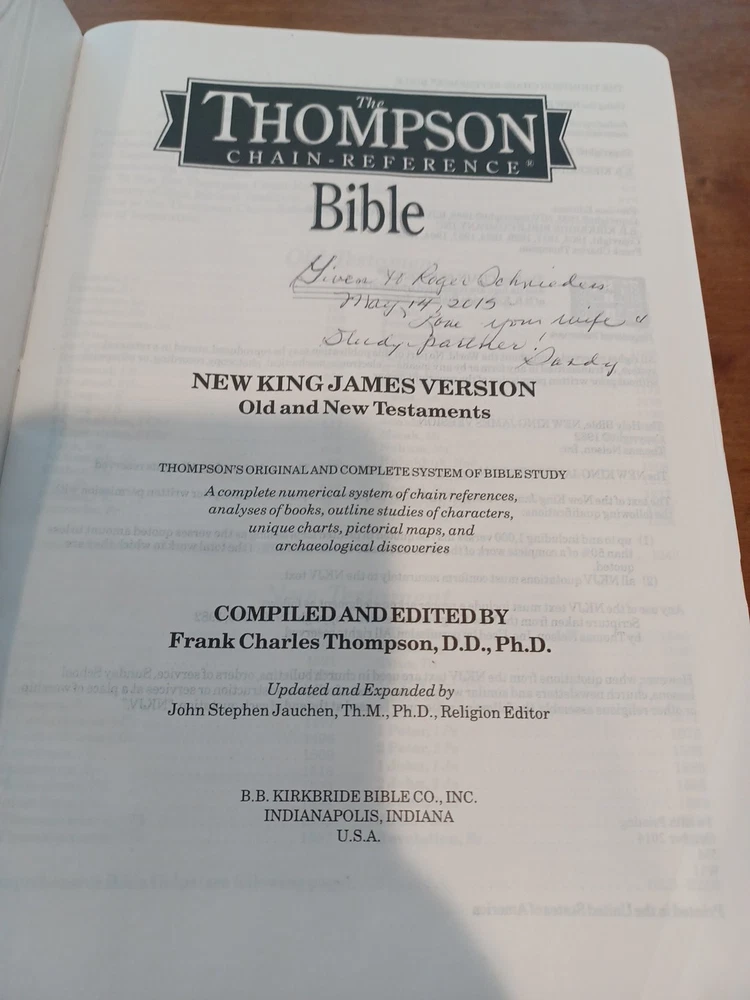 The
THOMPSON
CHAIN-REFERENCE®
Bible
Given to Roger Schnieders
May 14, 2015
Love your wife &
Study-partner!
Sandy
NEW KING JAMES VERSION
Old and New Testaments
THOMPSON'S ORIGINAL AND COMPLETE SYSTEM OF BIBLE STUDY
A complete numerical system of chain references,
analyses of books, outline studies of characters,
unique charts, pictorial maps, and
archaeological discoveries
COMPILED AND EDITED BY
Frank Charles Thompson, D.D., Ph.D.
Updated and Expanded by
John Stephen Jauchen, Th.M., Ph.D., Religion Editor
B.B. KIRKBRIDE BIBLE CO., INC.
INDIANAPOLIS, INDIANA
U.S.A.